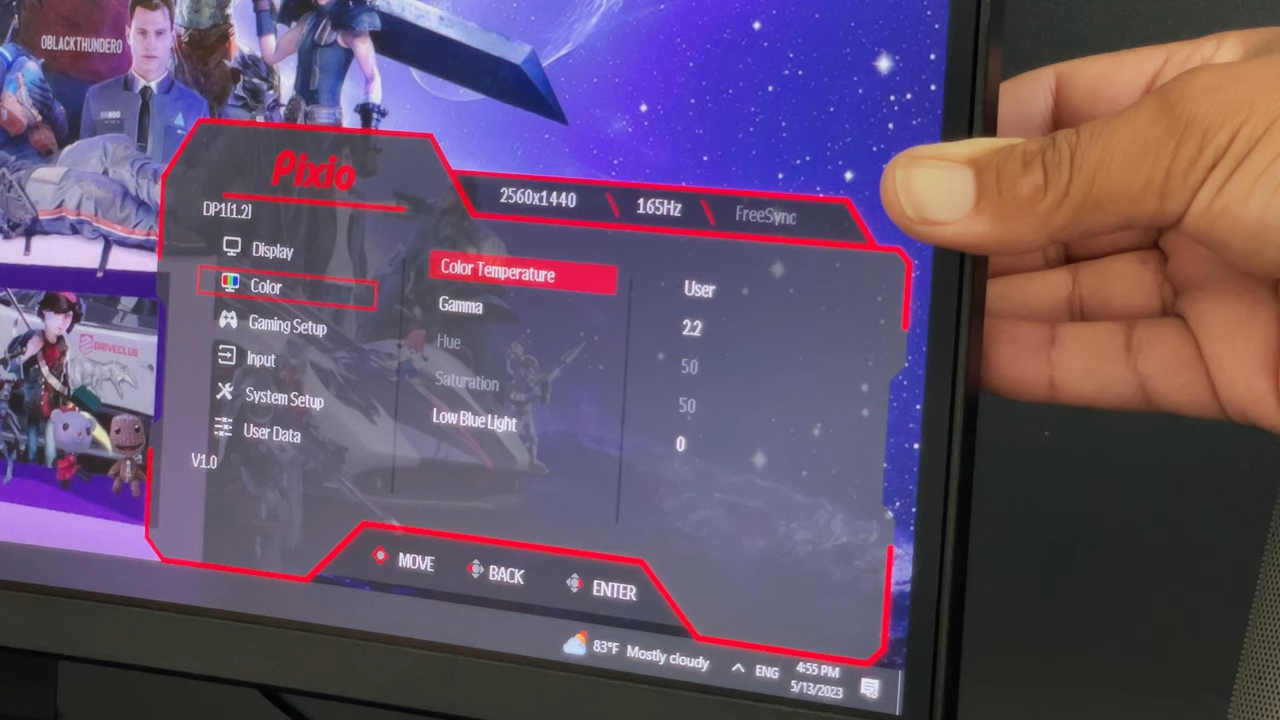 OBLACKTHUNDERO
Pixio
2560x1440 \ 165Hz \ FreeSync
DP1(1.2)
Display
Color
Gaming Setup
Input
System Setup
User Data
V1.0
Color Temperature User
Gamma 2.2
Hue 50
Saturation 50
Low Blue Light 0
DRIVECLUB
MOVE BACK ENTER
83°F Mostly cloudy ENG 4:55 PM
5/13/2023